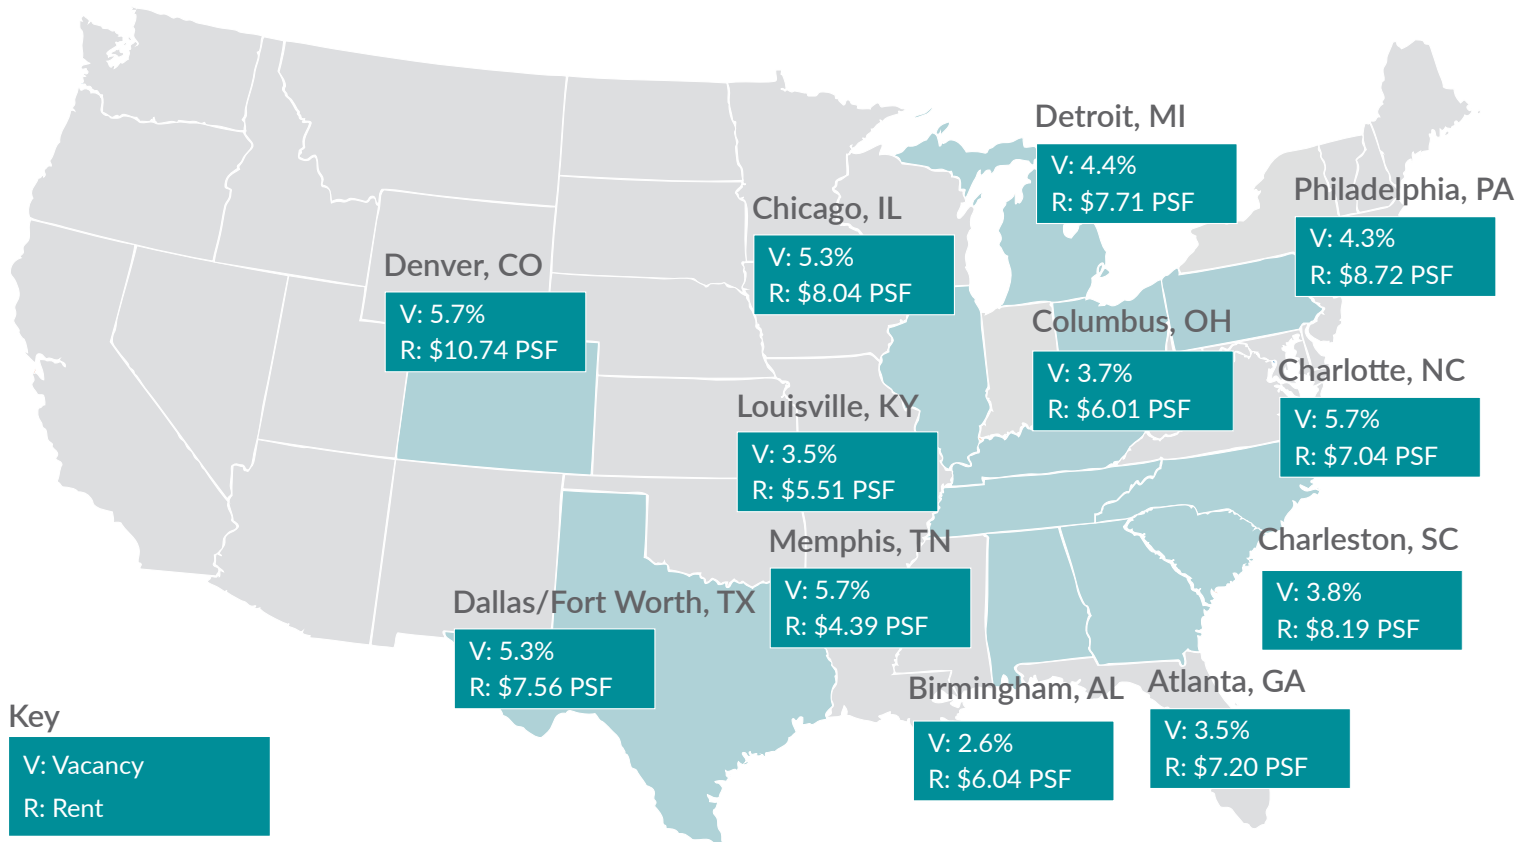 Detroit, MI
V: 4.4%
R: $7.71 PSF
Philadelphia, PA
V: 4.3%
R: $8.72 PSF
Chicago, IL
V: 5.3%
R: $8.04 PSF
Denver, CO
V: 5.7%
R: $10.74 PSF
Columbus, OH
V: 3.7%
R: $6.01 PSF
Charlotte, NC
V: 5.7%
R: $7.04 PSF
Louisville, KY
V: 3.5%
R: $5.51 PSF
Memphis, TN
V: 5.7%
R: $4.39 PSF
Charleston, SC
V: 3.8%
R: $8.19 PSF
Dallas/Fort Worth, TX
V: 5.3%
R: $7.56 PSF
Birmingham, AL
V: 2.6%
R: $6.04 PSF
Atlanta, GA
V: 3.5%
R: $7.20 PSF
Key
V: Vacancy
R: Rent